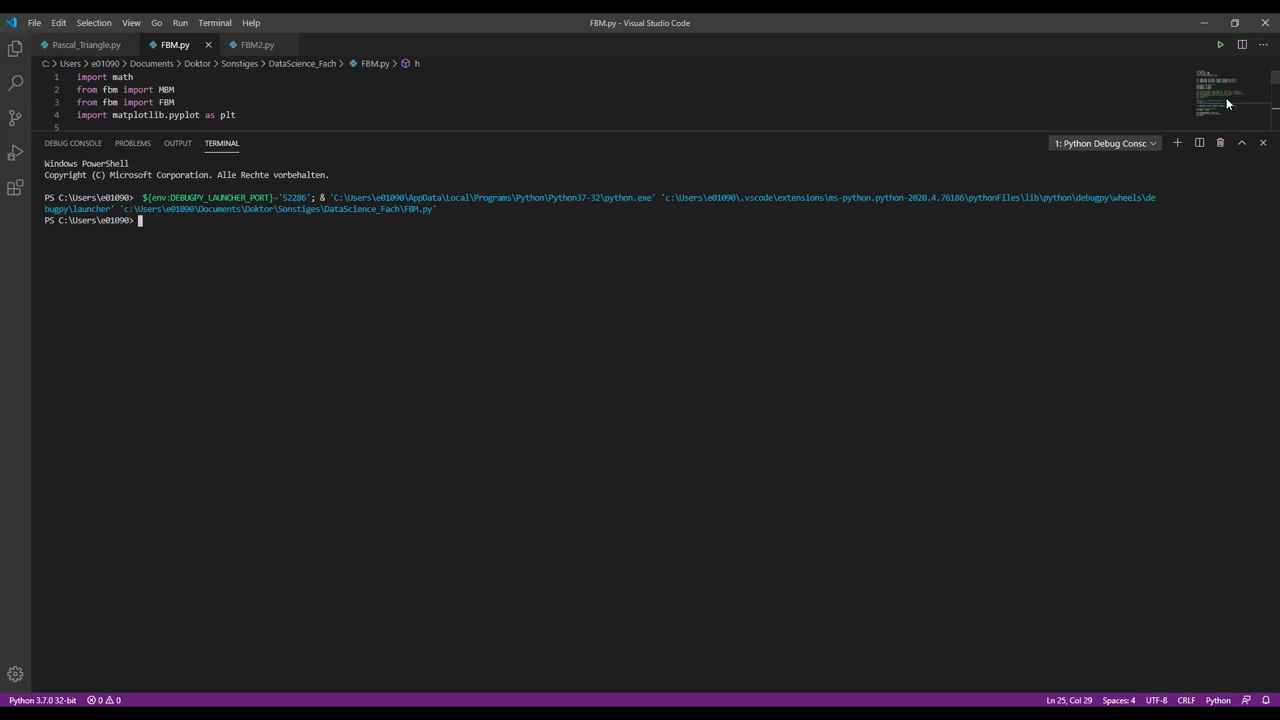 File Edit Selection View Go Run Terminal Help FBM.py - Visual Studio Code
Pascal_Triangle.py FBM.py FBM2.py
C: > Users > e01090 > Documents > Doktor > Sonstiges > DataScience_Fach > FBM.py > h
1 import math
2 from fbm import MBM
3 from fbm import FBM
4 import matplotlib.pyplot as plt
5
DEBUG CONSOLE PROBLEMS OUTPUT TERMINAL 1: Python Debug Consc
Windows PowerShell
Copyright (C) Microsoft Corporation. Alle Rechte vorbehalten.
PS C:\Users\e01090>  ${env:DEBUGPY_LAUNCHER_PORT}='52286'; & 'C:\Users\e01090\AppData\Local\Programs\Python\Python37-32\python.exe' 'c:\Users\e01090\.vscode\extensions\ms-python.python-2020.4.76186\pythonFiles\lib\python\debugpy\wheels\de
bugpy\launcher' 'c:\Users\e01090\Documents\Doktor\Sonstiges\DataScience_Fach\FBM.py'
PS C:\Users\e01090>
Python 3.7.0 32-bit 0 0 Ln 25, Col 29 Spaces: 4 UTF-8 CRLF Python